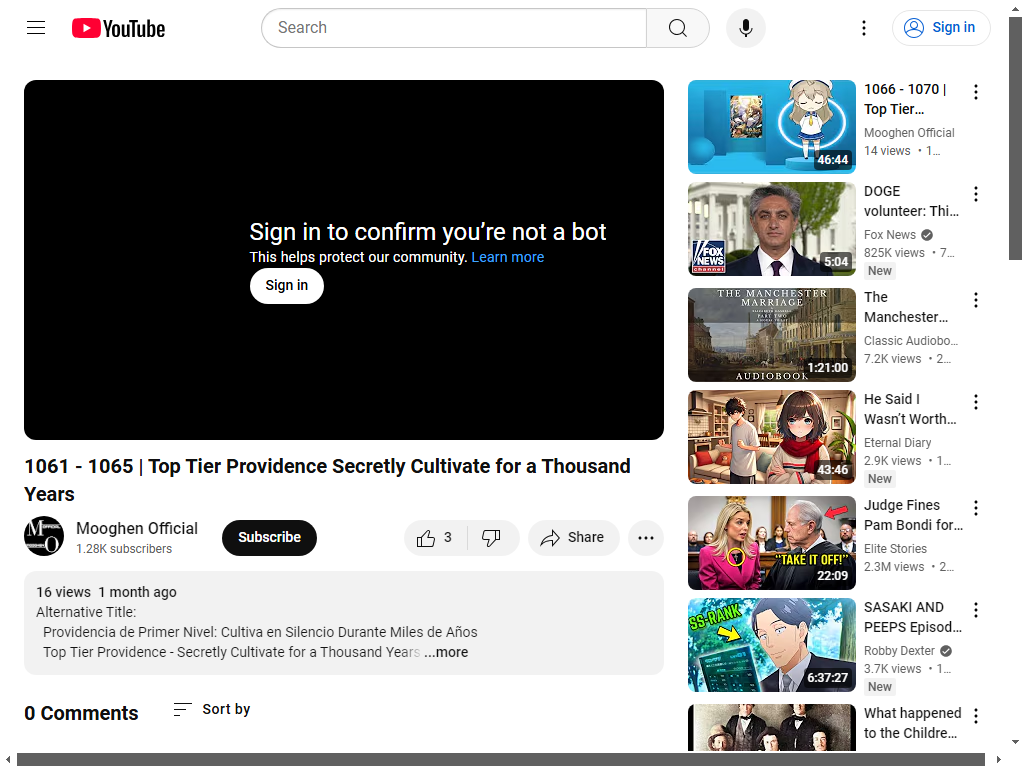 YouTube
Search
Sign in
Sign in to confirm you’re not a bot
This helps protect our community. Learn more
Sign in
1061 - 1065 | Top Tier Providence Secretly Cultivate for a Thousand
Years
Mooghen Official
1.28K subscribers
Subscribe
3
Share
16 views 1 month ago
Alternative Title:
Providencia de Primer Nivel: Cultiva en Silencio Durante Miles de Años
Top Tier Providence - Secretly Cultivate for a Thousand Years ...more
0 Comments
Sort by
46:44
1066 - 1070 |
Top Tier...
Mooghen Official
14 views • 1...
FOX
NEWS
channel
5:04
DOGE
volunteer: Thi...
Fox News
825K views • 7...
New
THE MANCHESTER
MARRIAGE
PART TWO
AUDIOBOOK
1:21:00
The
Manchester...
Classic Audiobo...
7.2K views • 2...
43:46
He Said I
Wasn’t Worth...
Eternal Diary
2.9K views • 1...
New
"TAKE IT OFF!"
22:09
Judge Fines
Pam Bondi for...
Elite Stories
2.3M views • 2...
SS-RANK
6:37:27
SASAKI AND
PEEPS Episod...
Robby Dexter
3.7K views • 1...
New
What happened
to the Childre...